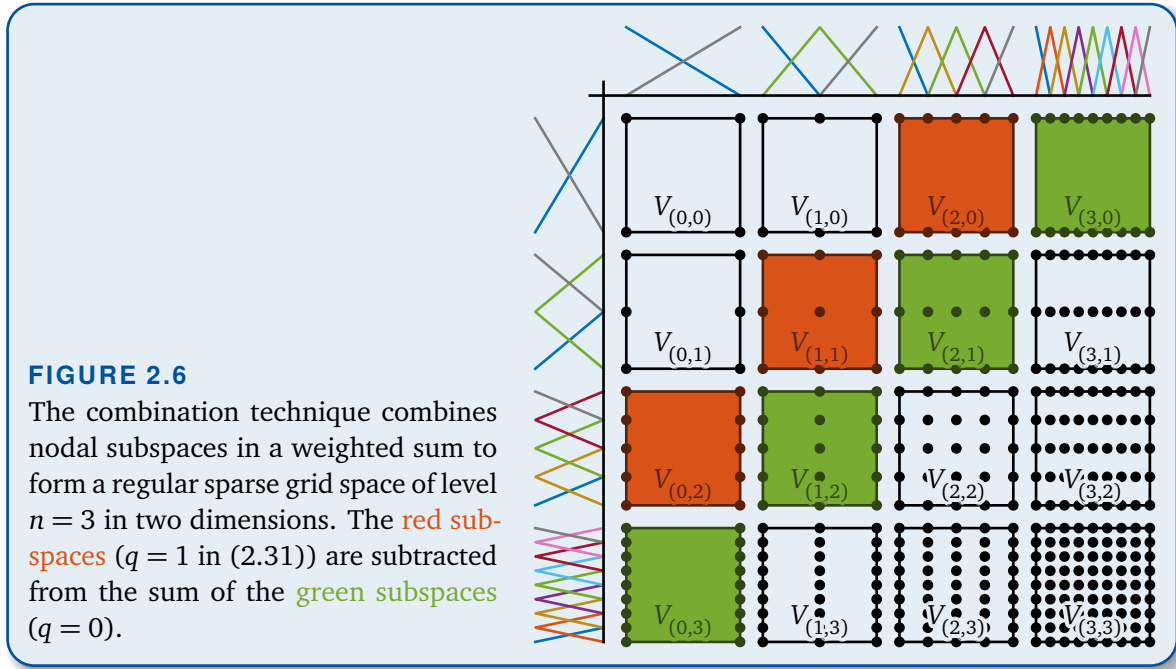 V(0,0) V(1,0) V(2,0) V(3,0)
V(0,1) V(1,1) V(2,1) V(3,1)
V(0,2) V(1,2) V(2,2) V(3,2)
V(0,3) V(1,3) V(2,3) V(3,3)
FIGURE 2.6
The combination technique combines
nodal subspaces in a weighted sum to
form a regular sparse grid space of level
n = 3 in two dimensions. The red sub-
spaces (q = 1 in (2.31)) are subtracted
from the sum of the green subspaces
(q = 0).